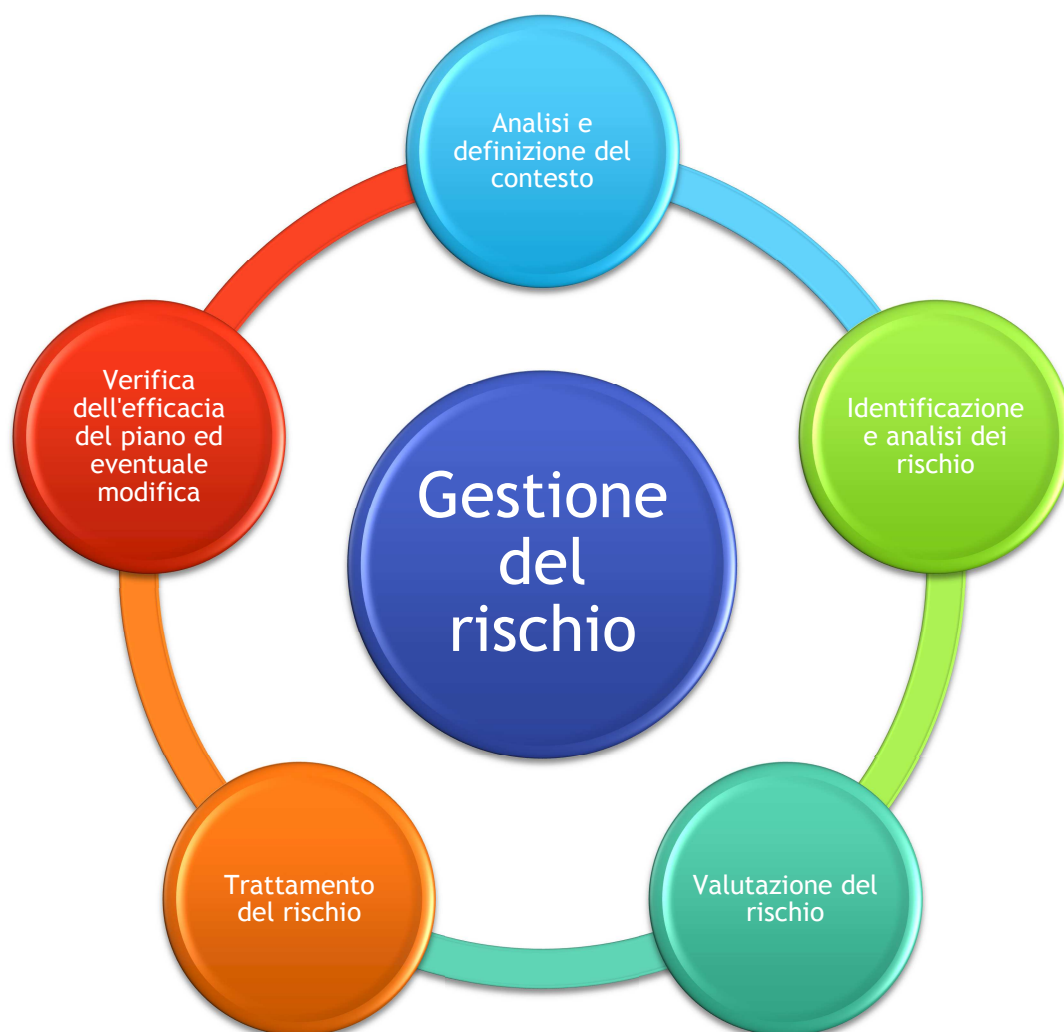 Analisi e
definizione del
contesto
Identificazione
e analisi dei
rischio
Valutazione del
rischio
Trattamento
del rischio
Verifica
dell'efficacia
del piano ed
eventuale
modifica
Gestione
del
rischio